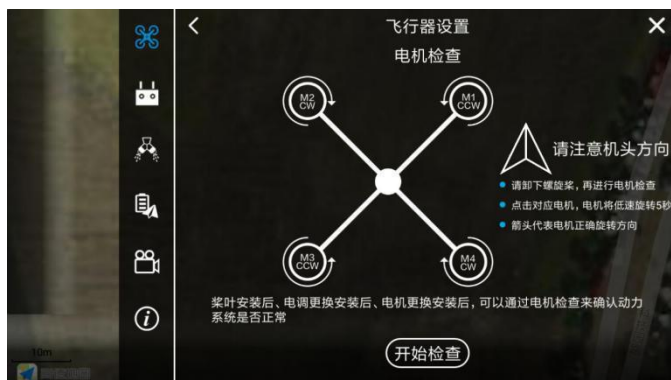 飞行器设置
电机检查
M2
CW
M1
CCW
请注意机头方向
请卸下螺旋桨，再进行电机检查
点击对应电机，电机将低速旋转5秒
箭头代表电机正确旋转方向
M3
CCW
M4
CW
桨叶安装后、电调更换安装后、电机更换安装后，可以通过电机检查来确认动力
系统是否正常
开始检查
10m